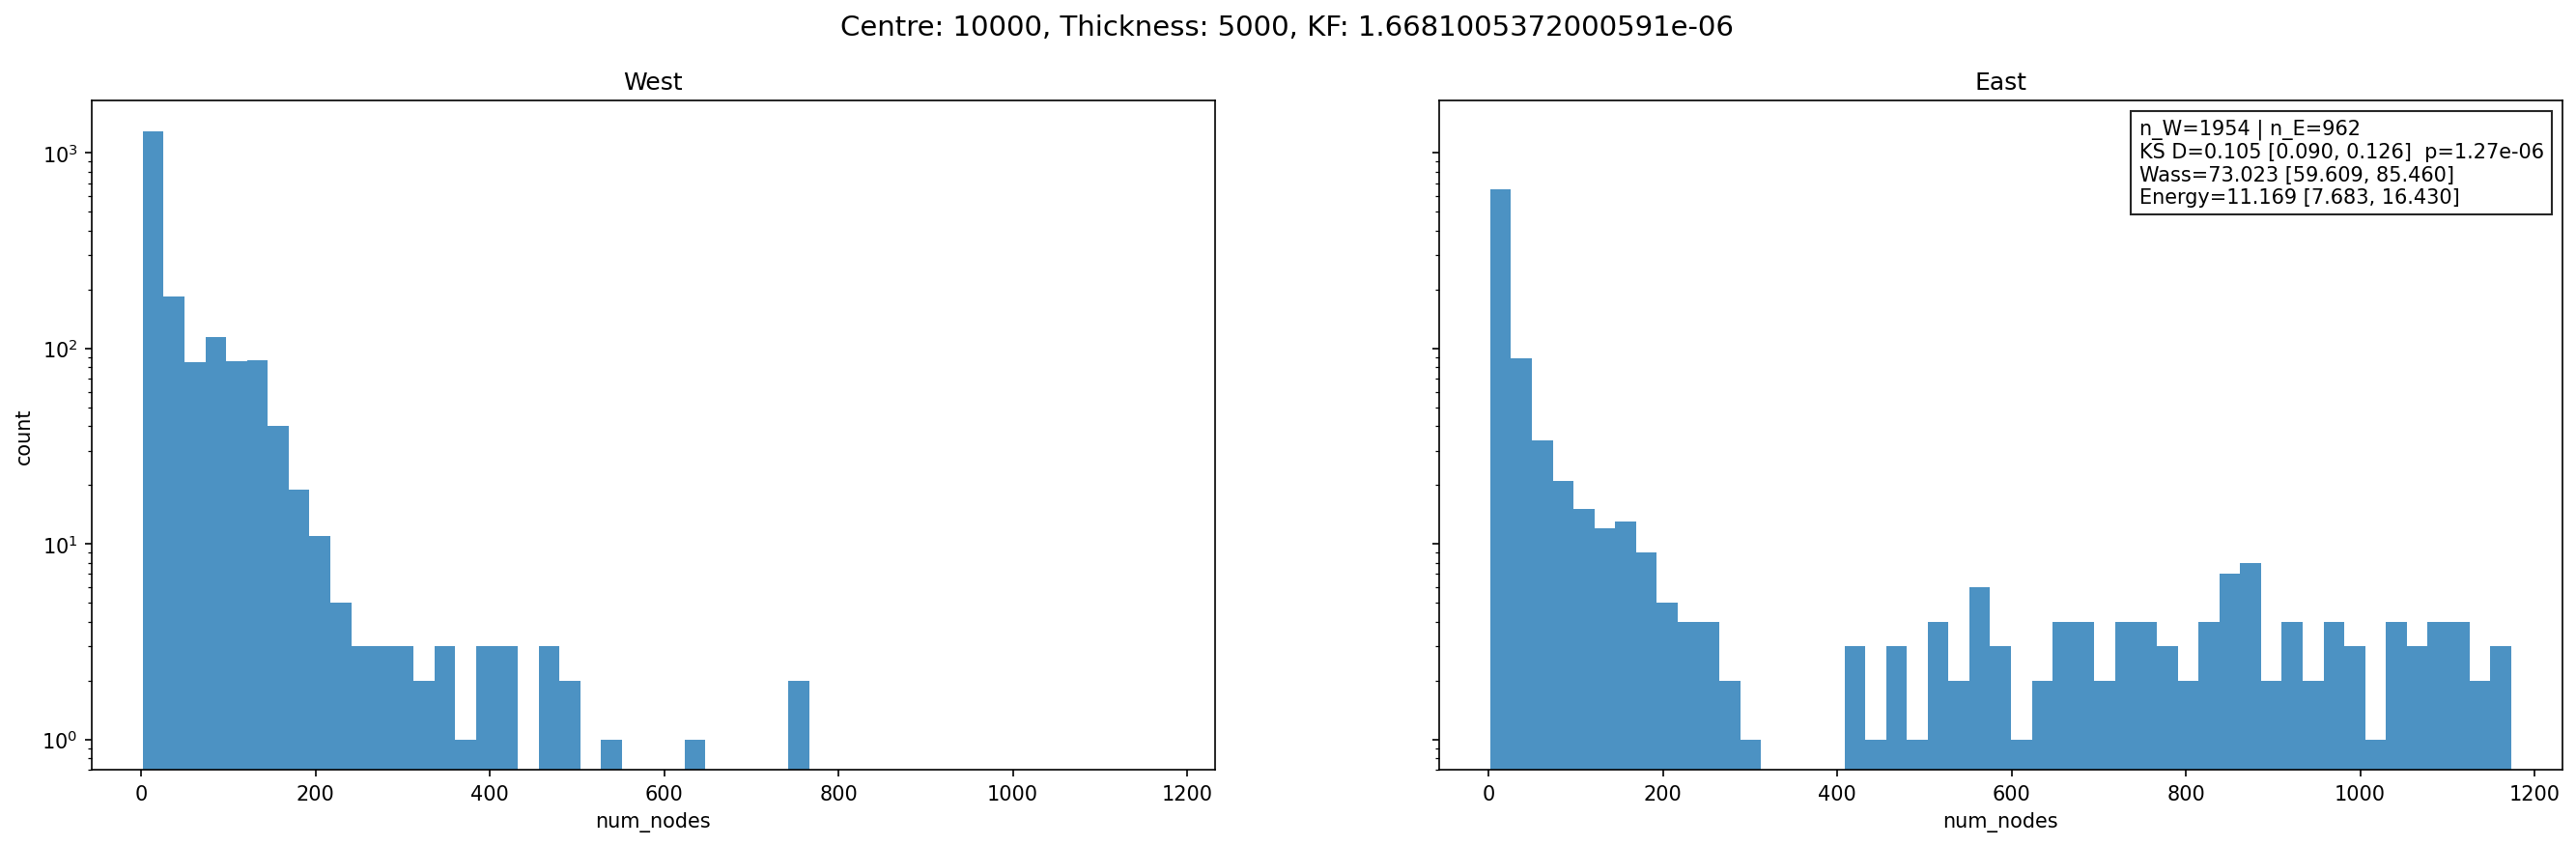 Centre: 10000, Thickness: 5000, KF: 1.6681005372000591e-06
West
East
n_W=1954 | n_E=962
KS D=0.105 [0.090, 0.126]  p=1.27e-06
Wass=73.023 [59.609, 85.460]
Energy=11.169 [7.683, 16.430]
10³
10²
10¹
10⁰
count
0 200 400 600 800 1000 1200
num_nodes
0 200 400 600 800 1000 1200
num_nodes